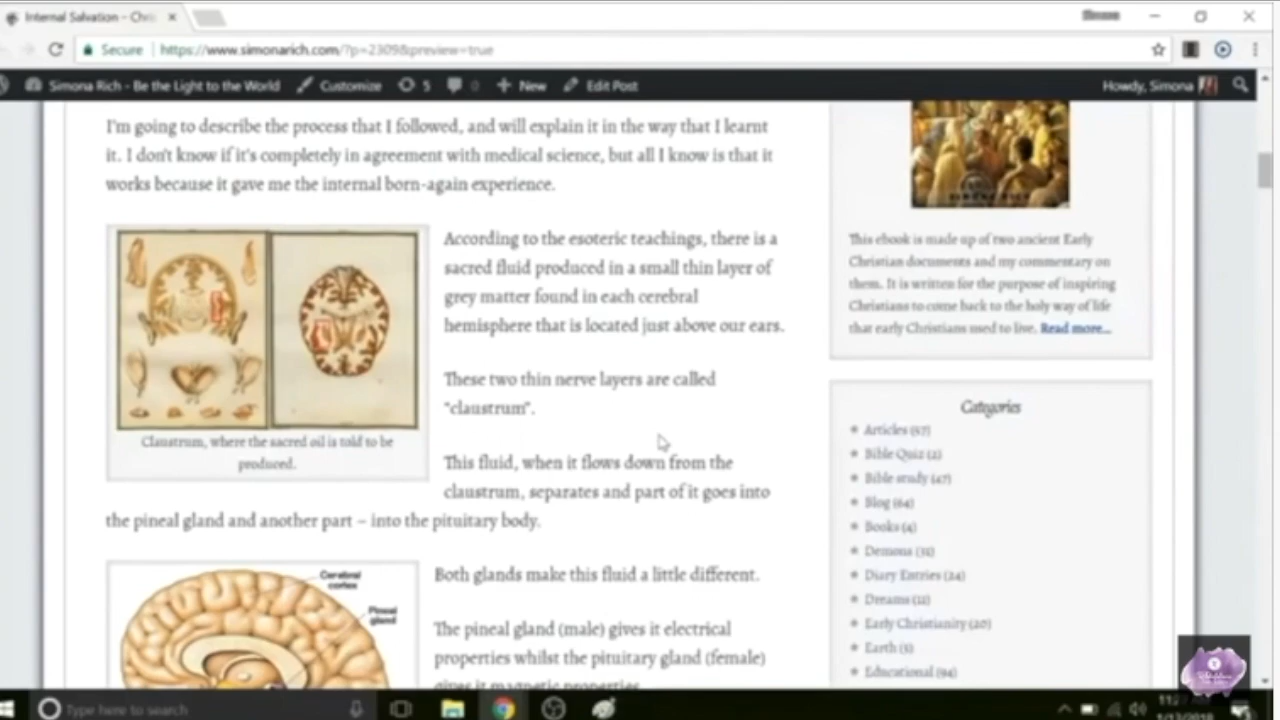 Internal Salvation - Chri
Secure
https://www.simonarich.com/?p=2309&preview=true
Simona Rich - Be the Light to the World
Customize
5
0
New
Edit Post
Howdy, Simona
I'm going to describe the process that I followed, and will explain it in the way that I learnt
it. I don't know if it's completely in agreement with medical science, but all I know is that it
works because it gave me the internal born-again experience.
Claustrum, where the sacred oil is told to be
produced.
According to the esoteric teachings, there is a
sacred fluid produced in a small thin layer of
grey matter found in each cerebral
hemisphere that is located just above our ears.
These two thin nerve layers are called
"claustrum".
This fluid, when it flows down from the
claustrum, separates and part of it goes into
the pineal gland and another part – into the pituitary body.
Cerebral
cortex
Pineal
gland
Both glands make this fluid a little different.
The pineal gland (male) gives it electrical
properties whilst the pituitary gland (female)
gives it magnetic properties
This ebook is made up of two ancient Early
Christian documents and my commentary on
them. It is written for the purpose of inspiring
Christians to come back to the holy way of life
that early Christians used to live. Read more...
Categories
Articles (57)
Bible Quiz (2)
Bible study (47)
Blog (64)
Books (4)
Demons (31)
Diary Entries (24)
Dreams (12)
Early Christianity (20)
Earth (3)
Educational (94)
Type here to search